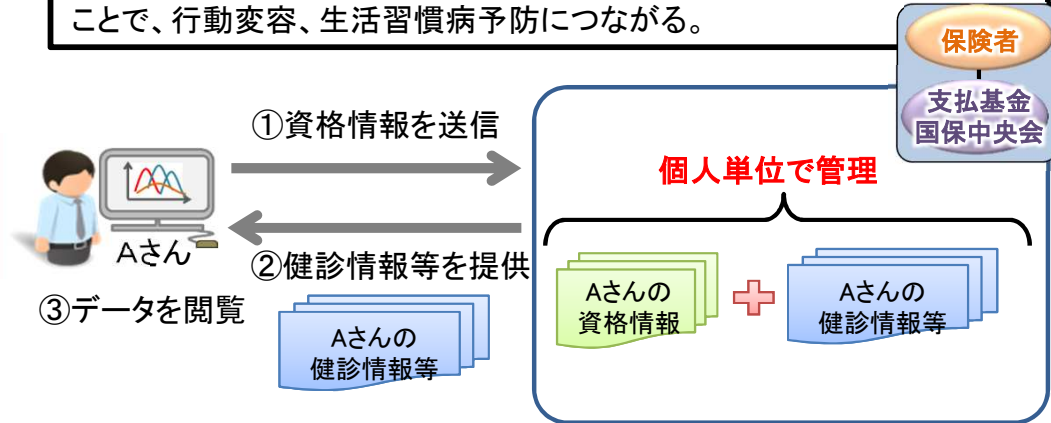 ことで、行動変容、生活習慣病予防につながる。
保険者
支払基金
国保中央会
①資格情報を送信
個人単位で管理
Aさん
②健診情報等を提供
③データを閲覧
Aさんの
健診情報等
Aさんの
資格情報
Aさんの
健診情報等